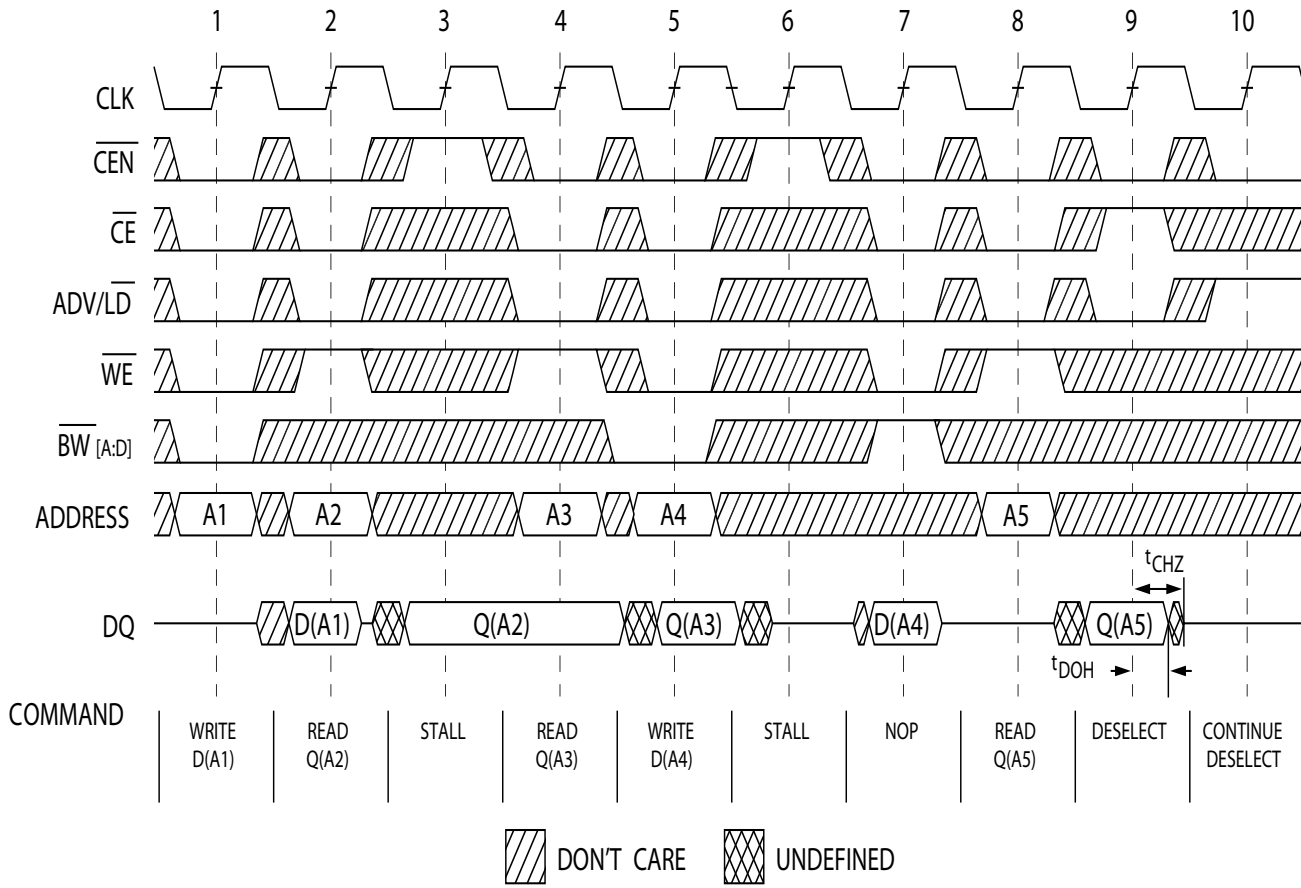 1 2 3 4 5 6 7 8 9 10
CLK
CEN
CE
ADV/LD
WE
BW [A:D]
ADDRESS A1 A2 A3 A4 A5
tCHZ
DQ D(A1) Q(A2) Q(A3) D(A4) Q(A5)
tDOH
COMMAND
WRITE READ STALL READ WRITE STALL NOP READ DESELECT CONTINUE
D(A1) Q(A2) Q(A3) D(A4) Q(A5) DESELECT
DON'T CARE UNDEFINED